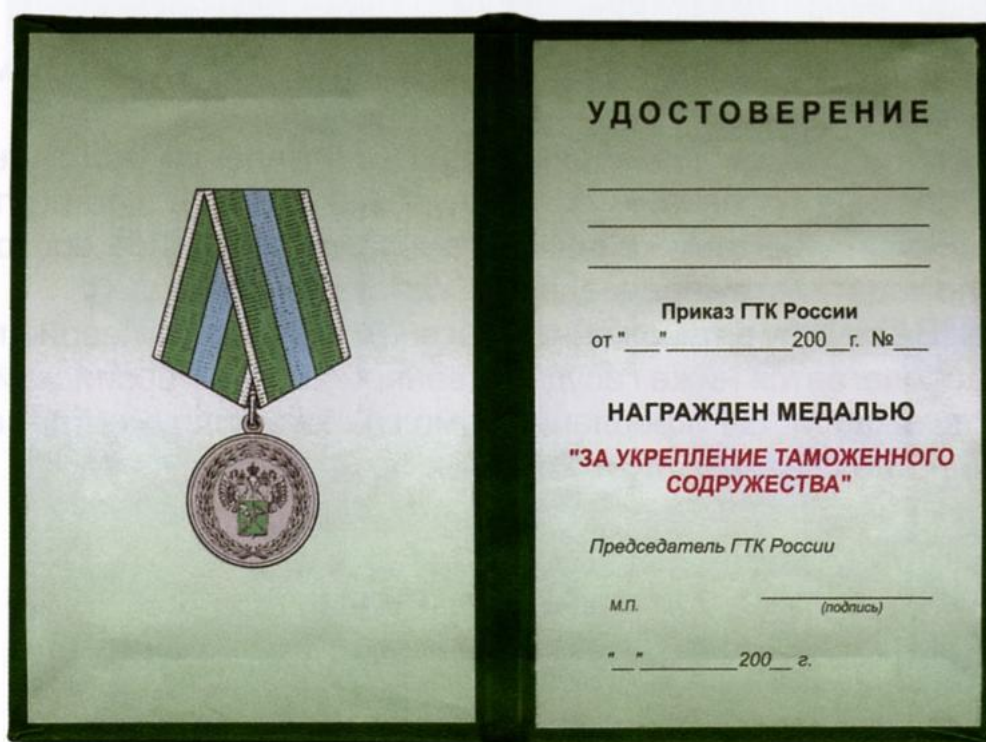 УДОСТОВЕРЕНИЕ
Приказ ГТК России
от "___"____________200__г. №___
НАГРАЖДЕН МЕДАЛЬЮ
"ЗА УКРЕПЛЕНИЕ ТАМОЖЕННОГО
СОДРУЖЕСТВА"
Председатель ГТК России
М.П.
(подпись)
"__"_________200__ г.